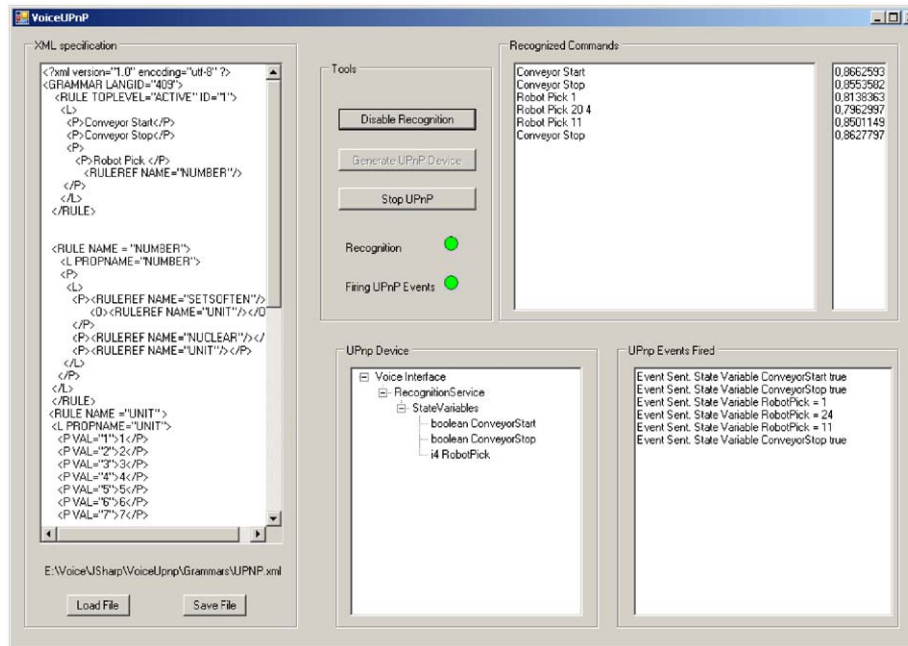 VoiceUPnP
XML specification
<?xml version="1.0" encoding="utf-8" ?>
<GRAMMAR LANGID="409">
<RULE TOPLEVEL="ACTIVE" ID="1">
<L>
<P>Conveyor Start</P>
<P>Conveyor Stop</P>
<P>
<P>Robot Pick </P>
<RULEREF NAME="NUMBER"/>
</P>
</L>
</RULE>
<RULE NAME = "NUMBER">
<L PROPNAME="NUMBER">
<P>
<L>
<P><RULEREF NAME="SETSOFTEN"/>
<O><RULEREF NAME="UNIT"/></O
</P>
<P><RULEREF NAME="NUCLEAR"/></
<P><RULEREF NAME="UNIT"/></P>
</L>
</P>
</L>
</RULE>
<RULE NAME ="UNIT" >
<L PROPNAME="UNIT">
<P VAL="1">1</P>
<P VAL="2">2</P>
<P VAL="3">3</P>
<P VAL="4">4</P>
<P VAL="5">5</P>
<P VAL="6">6</P>
<P VAL="7">7</P>
E:\Voice\JSharp\VoiceUpnp\Grammars\UPNP.xml
Load File
Save File
Tools
Disable Recognition
Generate UPnP Device
Stop UPnP
Recognition
Firing UPnP Events
Recognized Commands
Conveyor Start 0,8662593
Conveyor Stop 0,8553582
Robot Pick 1 0,8138363
Robot Pick 20 4 0,7962997
Robot Pick 11 0,8501149
Conveyor Stop 0,8627797
UPnp Device
Voice Interface
RecognitionService
StateVariables
boolean ConveyorStart
boolean ConveyorStop
i4 RobotPick
UPnp Events Fired
Event Sent. State Variable ConveyorStart true
Event Sent. State Variable ConveyorStop true
Event Sent. State Variable RobotPick = 1
Event Sent. State Variable RobotPick = 24
Event Sent. State Variable RobotPick = 11
Event Sent. State Variable ConveyorStop true